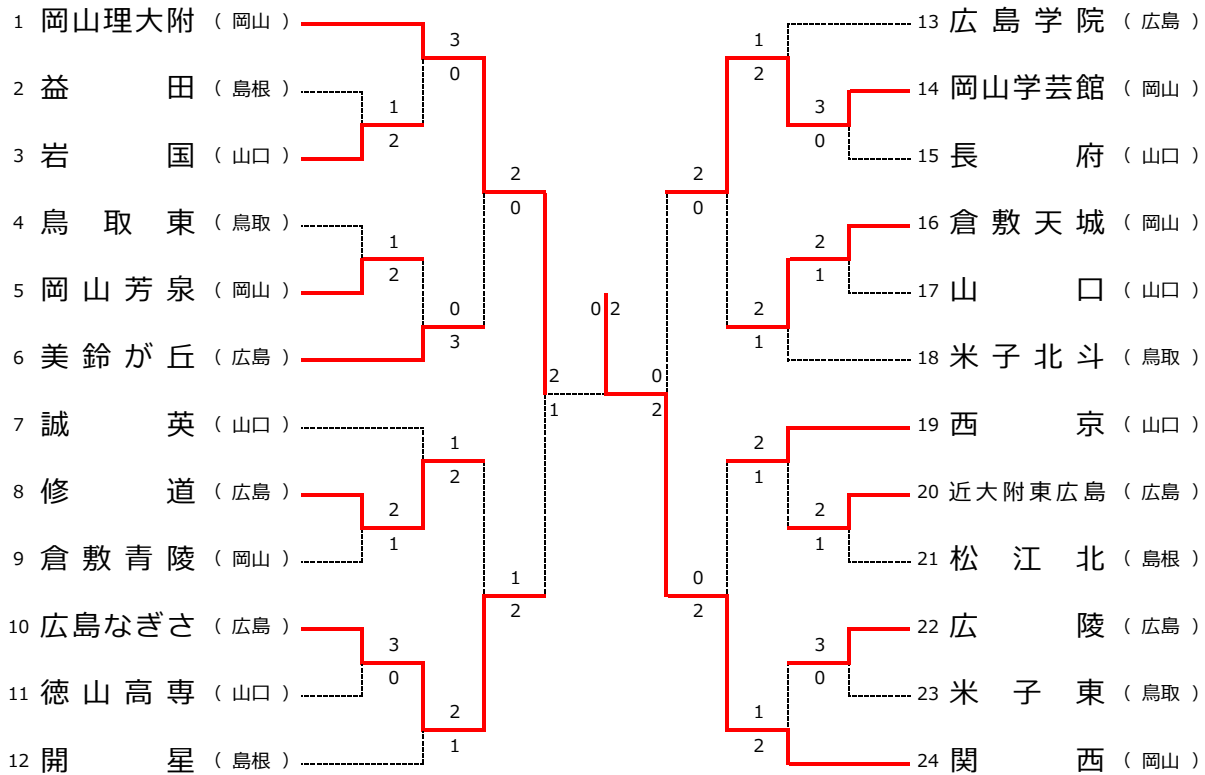 1 岡山理大附 （ 岡山 ）
2 益田 （ 島根 ）
3 岩国 （ 山口 ）
4 鳥取東 （ 鳥取 ）
5 岡山芳泉 （ 岡山 ）
6 美鈴が丘 （ 広島 ）
7 誠英 （ 山口 ）
8 修道 （ 広島 ）
9 倉敷青陵 （ 岡山 ）
10 広島なぎさ （ 広島 ）
11 徳山高専 （ 山口 ）
12 開星 （ 島根 ）
3
0
1
2
1
2
0
3
1
2
2
1
3
0
2
1
2
0
1
2
2
1
0 2
0
2
2
0
0
2
1
2
3
0
2
1
2
1
2
1
2
1
3
0
1
2
13 広島学院 （ 広島 ）
14 岡山学芸館 （ 岡山 ）
15 長府 （ 山口 ）
16 倉敷天城 （ 岡山 ）
17 山口 （ 山口 ）
18 米子北斗 （ 鳥取 ）
19 西京 （ 山口 ）
20 近大附東広島 （ 広島 ）
21 松江北 （ 島根 ）
22 広陵 （ 広島 ）
23 米子東 （ 鳥取 ）
24 関西 （ 岡山 ）